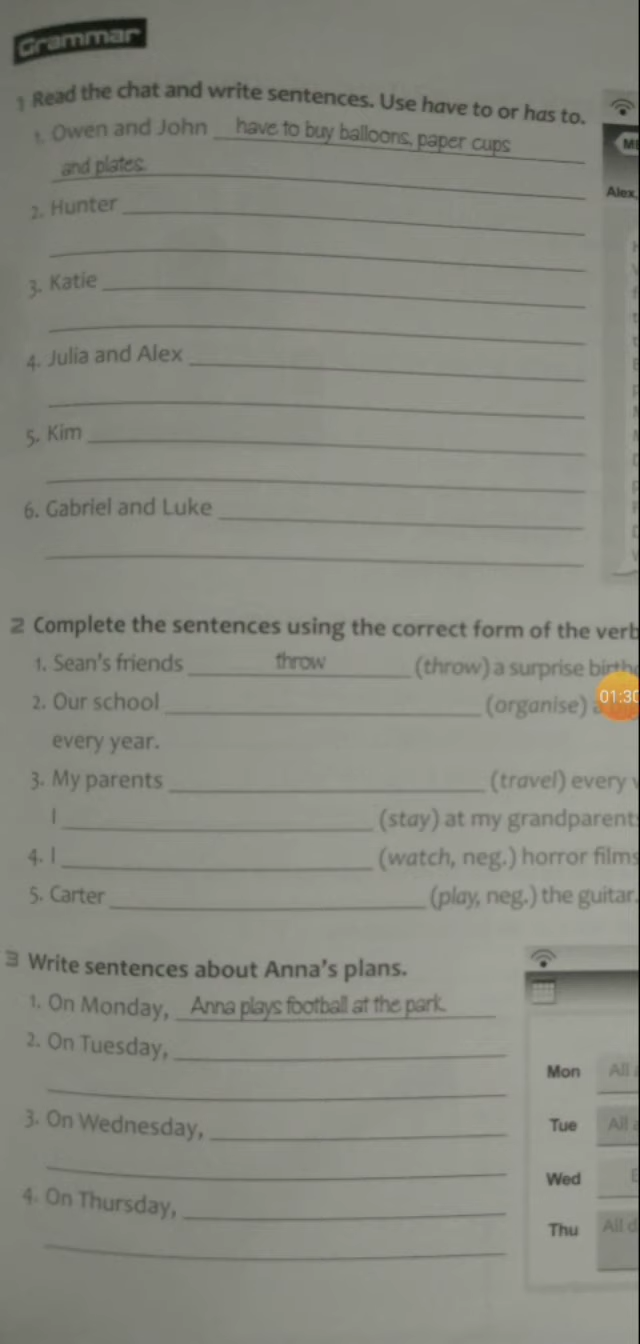 Grammar
1 Read the chat and write sentences. Use have to or has to.
1. Owen and John have to buy balloons, paper cups
and plates.
2. Hunter
3. Katie
4. Julia and Alex
5. Kim
6. Gabriel and Luke
ME
Alex,
2 Complete the sentences using the correct form of the verb
1. Sean's friends throw (throw) a surprise birthd
2. Our school (organise)
01:30
every year.
3. My parents (travel) every
I (stay) at my grandparents
4. I (watch, neg.) horror films
5. Carter (play, neg.) the guitar.
3 Write sentences about Anna's plans.
1. On Monday, Anna plays football at the park.
2. On Tuesday,
3. On Wednesday,
4. On Thursday,
Mon All
Tue All
Wed
Thu All d